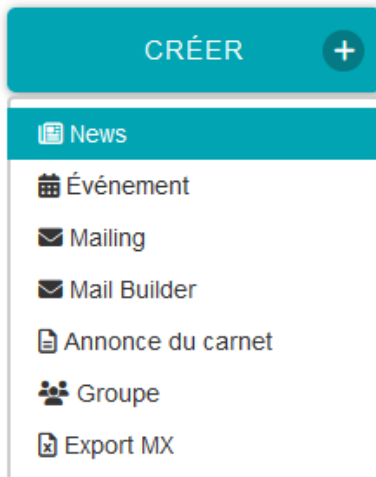 CRÉER
News
Événement
Mailing
Mail Builder
Annonce du carnet
Groupe
Export MX